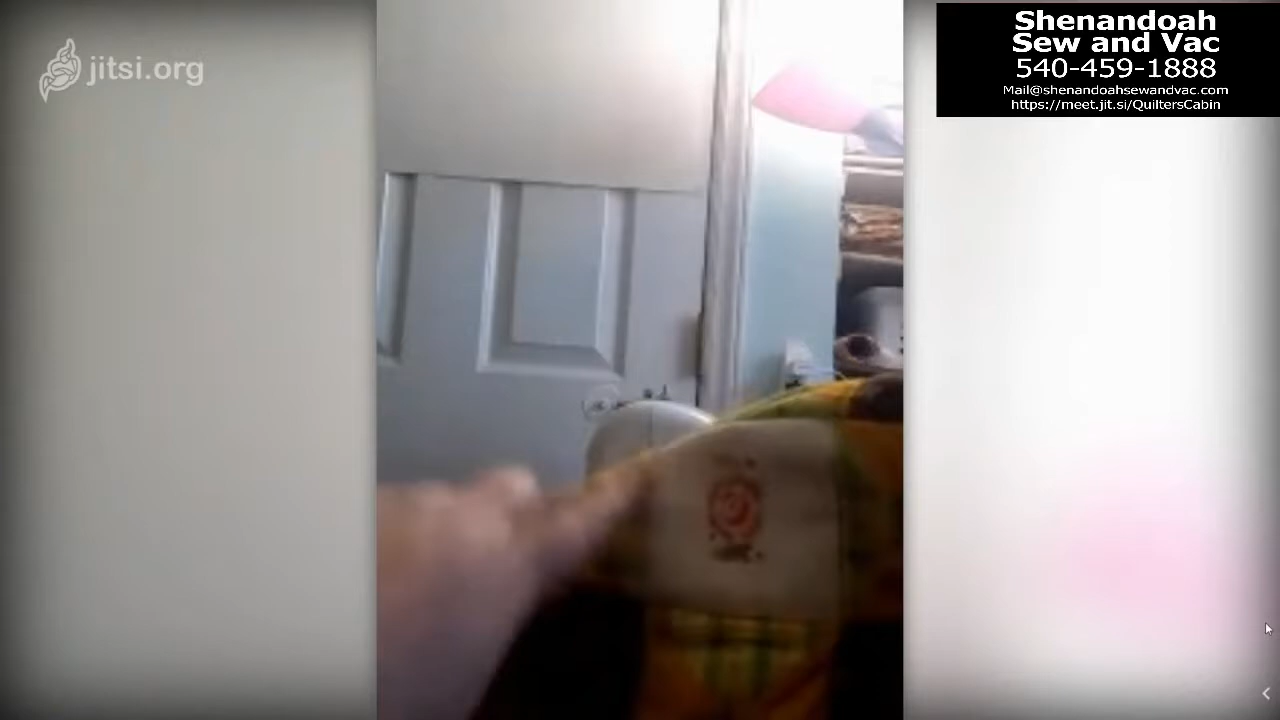 jitsi.org
Shenandoah
Sew and Vac
540-459-1888
Mail@shenandoahsewandvac.com
https://meet.jit.si/QuiltersCabin